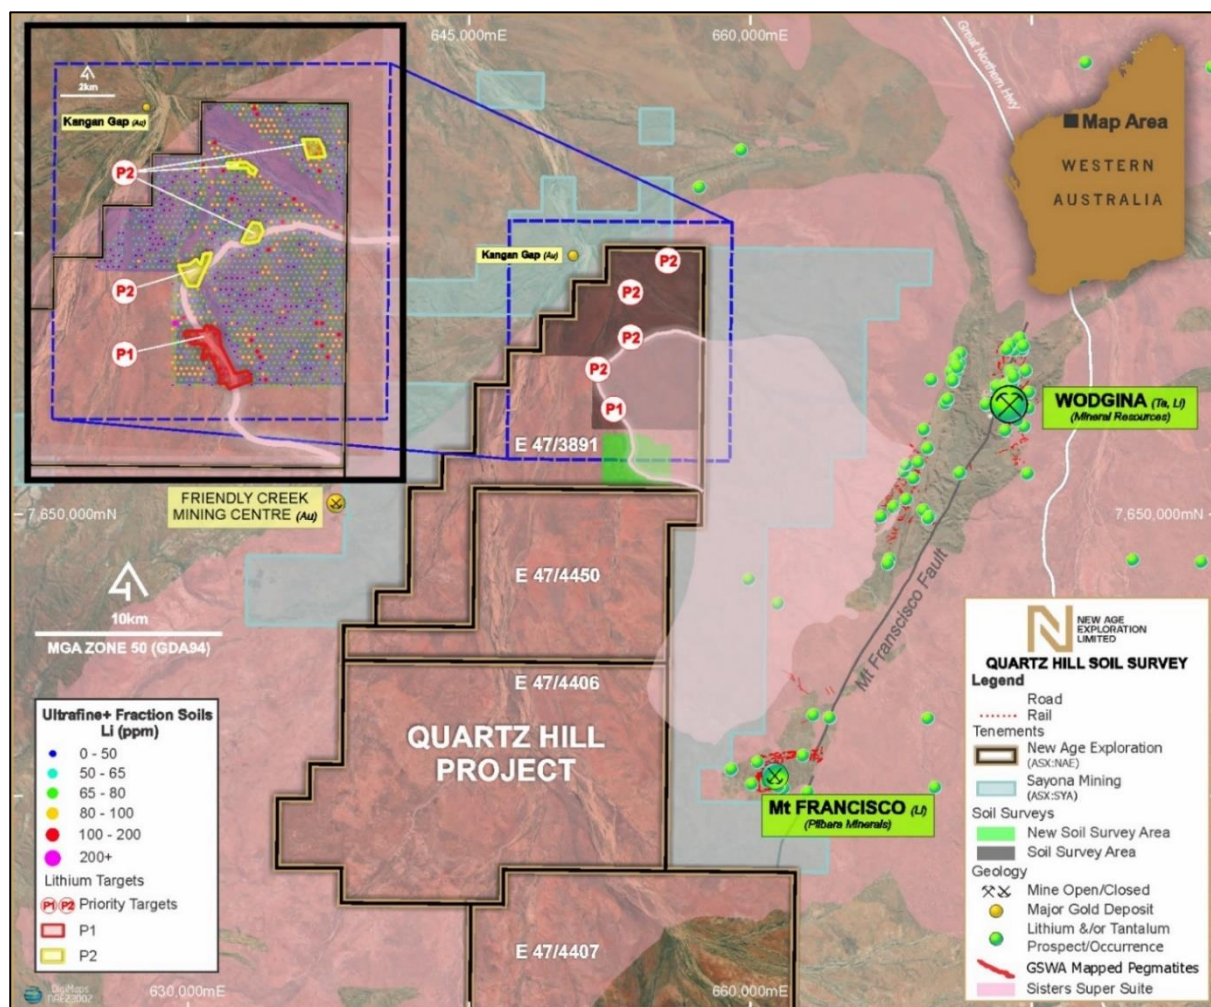 645,000mE
660,000mE
Great Northern Hwy
2km
Kangan Gap (Au)
P2
P2
P1
Map Area
WESTERN
AUSTRALIA
Kangan Gap (Au)
P2
P2
P2
P2
P1
E 47/3891
WODGINA (Ta, Li)
(Mineral Resources)
FRIENDLY CREEK
MINING CENTRE (Au)
7,650,000mN
7,650,000mN
10km
MGA ZONE 50 (GDA94)
E 47/4450
E 47/4406
QUARTZ HILL
PROJECT
Mt Franscisco Fault
Mt FRANCISCO (Li)
(Pilbara Minerals)
E 47/4407
Ultrafine+ Fraction Soils
Li (ppm)
0 - 50
50 - 65
65 - 80
80 - 100
100 - 200
200+
Lithium Targets
P1 P2 Priority Targets
P1
P2
NEW AGE
EXPLORATION
LIMITED
QUARTZ HILL SOIL SURVEY
Legend
Road
Rail
Tenements
New Age Exploration
(ASX:NAE)
Sayona Mining
(ASX:SYA)
Soil Surveys
New Soil Survey Area
Soil Survey Area
Geology
Mine Open/Closed
Major Gold Deposit
Lithium &/or Tantalum
Prospect/Occurrence
GSWA Mapped Pegmatites
Sisters Super Suite
DigiMaps
NAE23002
630,000mE
660,000mE